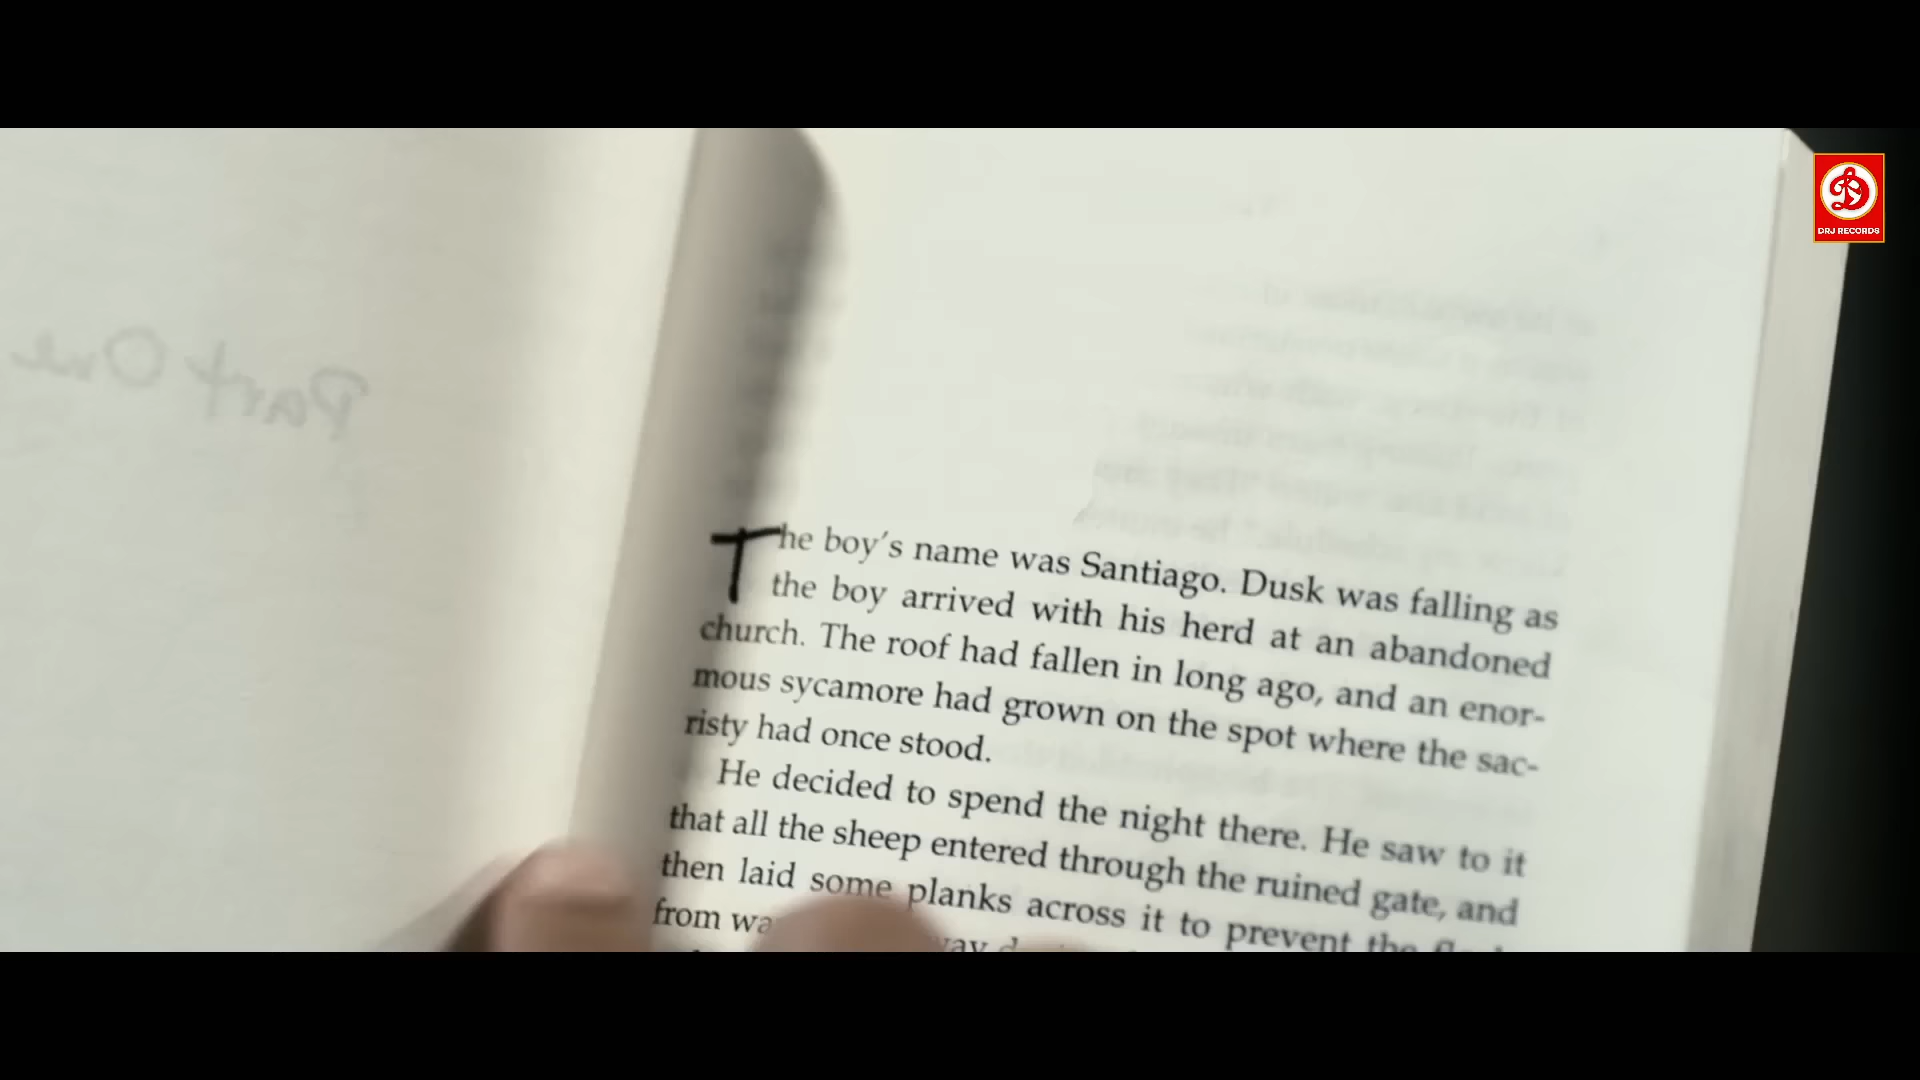 Part One
DRJ RECORDS
The boy's name was Santiago. Dusk was falling as
the boy arrived with his herd at an abandoned
church. The roof had fallen in long ago, and an enor-
mous sycamore had grown on the spot where the sac-
risty had once stood.
He decided to spend the night there. He saw to it
that all the sheep entered through the ruined gate, and
then laid some planks across it to prevent the
from